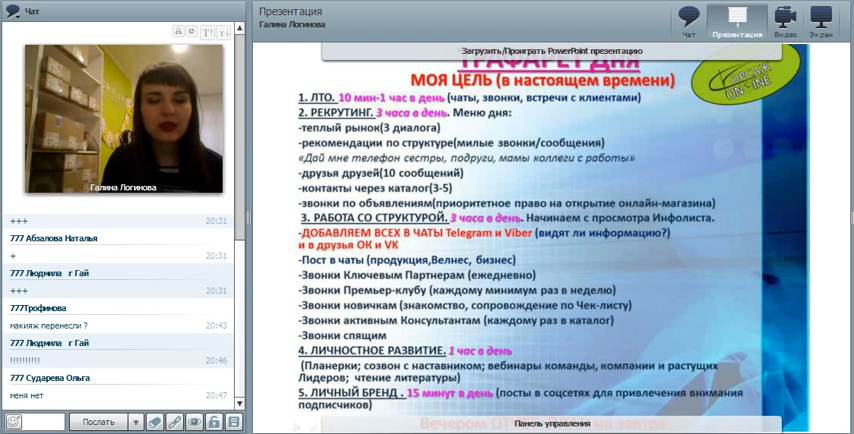 Чат
Галина Логинова
+++ 20:31
777 Абзалова Наталья
+ 20:31
777 Людмила г Гай
+++ 20:31
777Трофимова
макияж перенесли ? 20:43
777 Людмила г Гай
!!!!!!!!!! 20:46
777 Сударева Ольга
меня нет 20:47
Послать
Презентация
Галина Логинова
Чат
Презентация
Видео
Экран
Загрузить/Проиграть PowerPoint презентацию
ТРАФАРЕТ ДНЯ
МОЯ ЦЕЛЬ (в настоящем времени)
ON-LINE
1. ЛТО. 10 мин-1 час в день (чаты, звонки, встречи с клиентами)
2. РЕКРУТИНГ. 3 часа в день. Меню дня:
-теплый рынок(3 диалога)
-рекомендации по структуре(милые звонки/сообщения)
«Дай мне телефон сестры, подруги, мамы коллеги с работы»
-друзья друзей(10 сообщений)
-контакты через каталог(3-5)
-звонки по объявлениям(приоритетное право на открытие онлайн-магазина)
3. РАБОТА СО СТРУКТУРОЙ. 3 часа в день. Начинаем с просмотра Инфолиста.
-ДОБАВЛЯЕМ ВСЕХ В ЧАТЫ Telegram и Viber (видят ли информацию?)
и в друзья ОК и VK
-Пост в чаты (продукция,Велнес, бизнес)
-Звонки Ключевым Партнерам (ежедневно)
-Звонки Премьер-клубу (каждому минимум раз в неделю)
-Звонки новичкам (знакомство, сопровождение по Чек-листу)
-Звонки активным Консультантам (каждому раз в каталог)
-Звонки спящим
4. ЛИЧНОСТНОЕ РАЗВИТИЕ. 1 час в день
(Планерки; созвон с наставником; вебинары команды, компании и растущих
Лидеров; чтение литературы)
5. ЛИЧНЫЙ БРЕНД . 15 минут в день (посты в соцсетях для привлечения внимания
подписчиков)
Вечером на завтра
Панель управления